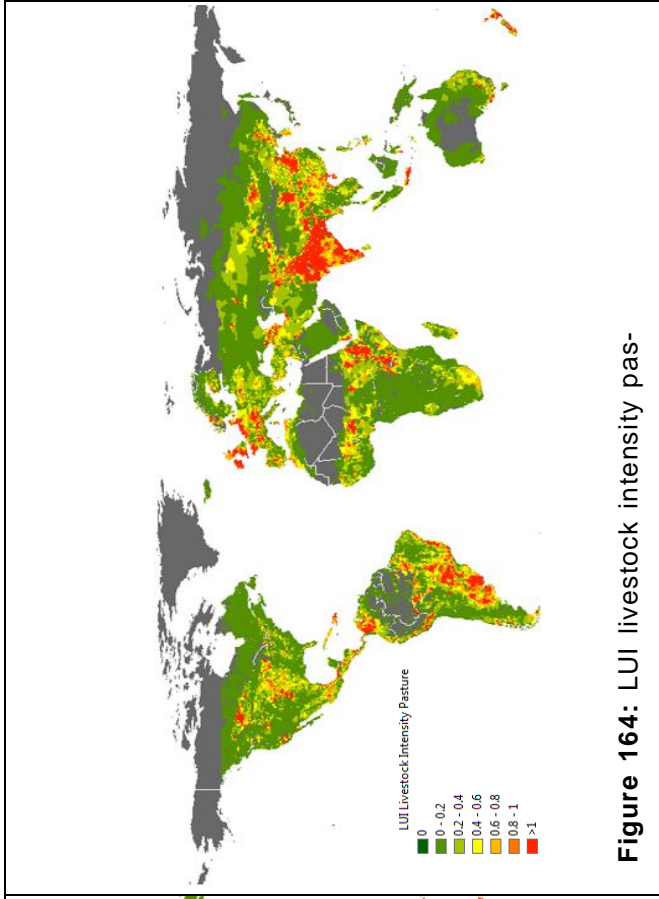 LUI Livestock Intensity Pasture
0
0 - 0.2
0.2 - 0.4
0.4 - 0.6
0.6 - 0.8
0.8 - 1
>1
Figure 164: LUI livestock intensity pas-